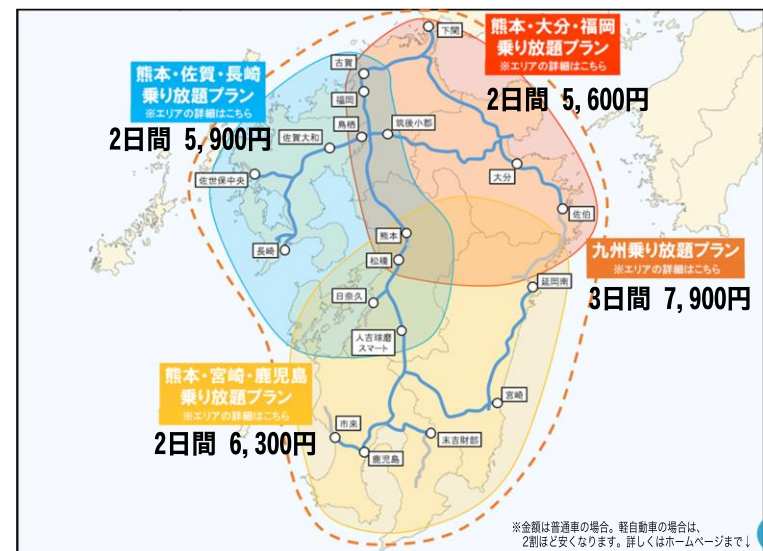 熊本・大分・福岡
乗り放題プラン
※エリアの詳細はこちら
2日間 5,600円
熊本・佐賀・長崎
乗り放題プラン
※エリアの詳細はこちら
2日間 5,900円
下関
古賀
福岡
鳥栖
筑後小郡
佐賀大和
佐世保中央
大分
佐伯
長崎
熊本
松橋
九州乗り放題プラン
※エリアの詳細はこちら
3日間 7,900円
延岡南
日奈久
人吉球磨
スマート
熊本・宮崎・鹿児島
乗り放題プラン
※エリアの詳細はこちら
2日間 6,300円
宮崎
市来
末吉財部
鹿児島
※金額は普通車の場合。軽自動車の場合は、
2割ほど安くなります。詳しくはホームページまで↓